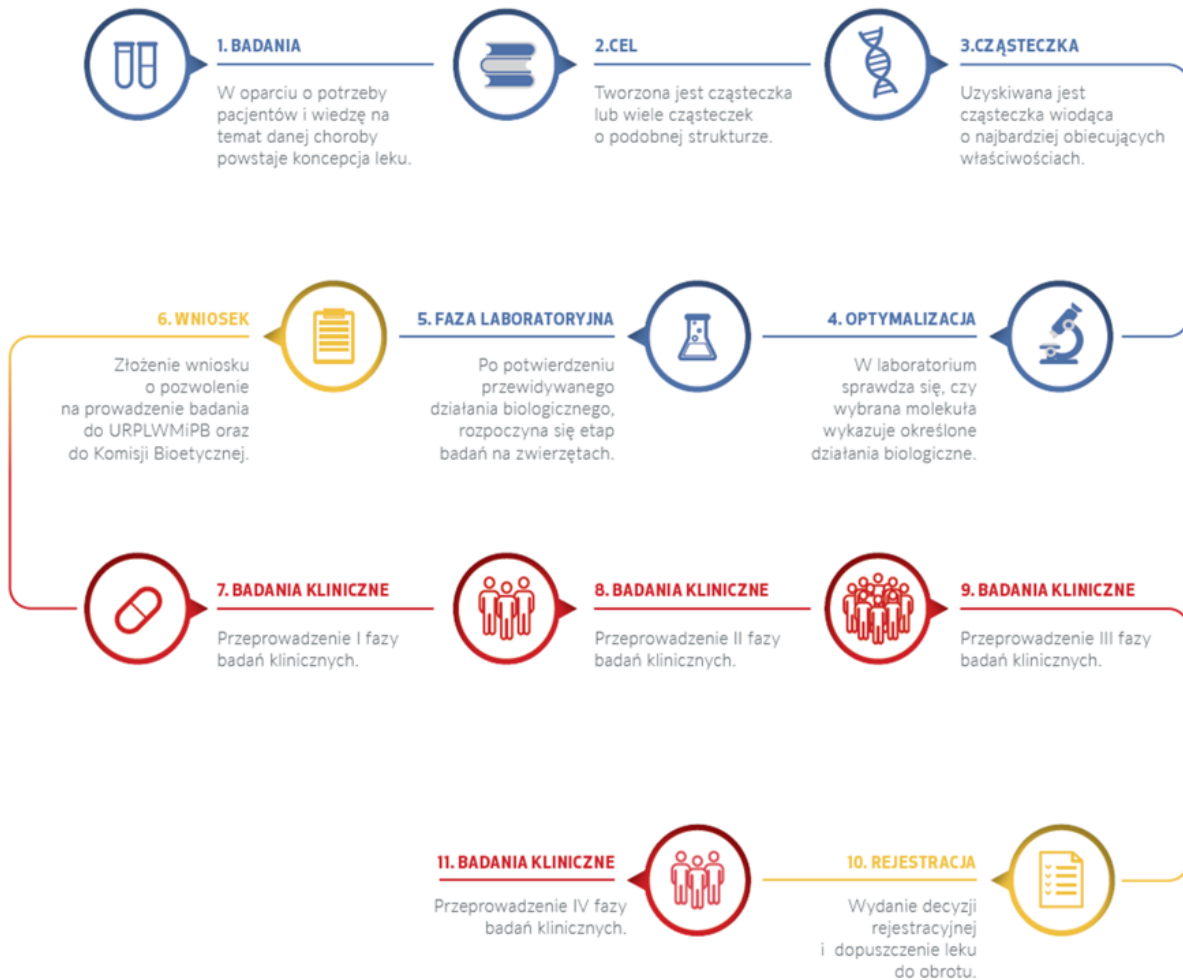 1. BADANIA
W oparciu o potrzeby
pacjentów i wiedzę na
temat danej choroby
powstaje koncepcja leku.
2.CEL
Tworzona jest cząsteczka
lub wiele cząsteczek
o podobnej strukturze.
3.CZĄSTECZKA
Uzyskiwana jest
cząsteczka wiodąca
o najbardziej obiecujących
właściwościach.
4. OPTYMALIZACJA
W laboratorium
sprawdza się, czy
wybrana molekuła
wykazuje określone
działania biologiczne.
5. FAZA LABORATORYJNA
Po potwierdzeniu
przewidywanego
działania biologicznego,
rozpoczyna się etap
badań na zwierzętach.
6. WNIOSEK
Złożenie wniosku
o pozwolenie
na prowadzenie badania
do URPLWMiPB oraz
do Komisji Bioetycznej.
7. BADANIA KLINICZNE
Przeprowadzenie I fazy
badań klinicznych.
8. BADANIA KLINICZNE
Przeprowadzenie II fazy
badań klinicznych.
9. BADANIA KLINICZNE
Przeprowadzenie III fazy
badań klinicznych.
10. REJESTRACJA
Wydanie decyzji
rejestracyjnej
i dopuszczenie leku
do obrotu.
11. BADANIA KLINICZNE
Przeprowadzenie IV fazy
badań klinicznych.